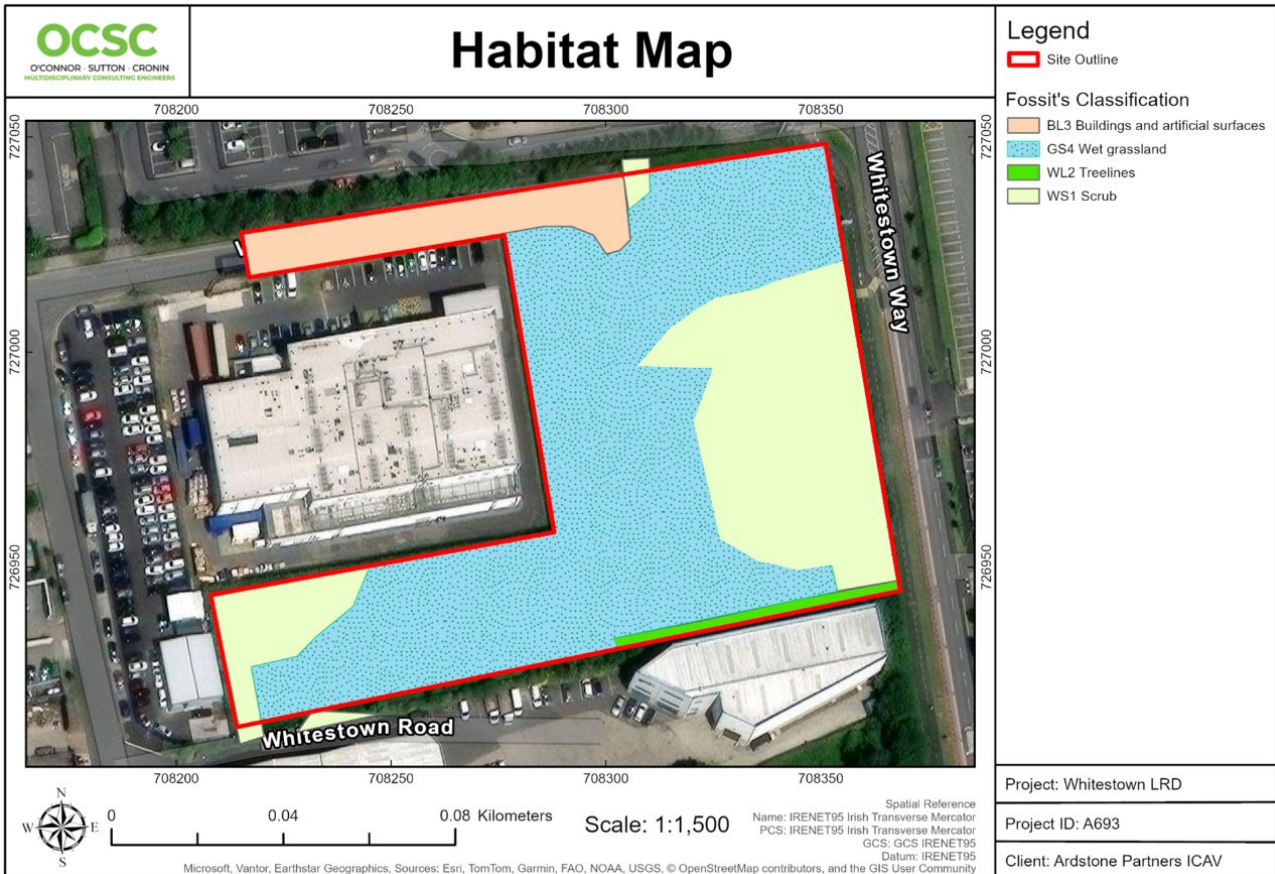 OCSC
O'CONNOR · SUTTON · CRONIN
MULTIDISCIPLINARY CONSULTING ENGINEERS
Habitat Map
Legend
Site Outline
Fossit's Classification
BL3 Buildings and artificial surfaces
GS4 Wet grassland
WL2 Treelines
WS1 Scrub
708200 708250 708300 708350
727050 727050
Whitestown Way
727000 727000
726950 726950
Whitestown Road
708200 708250 708300 708350
N
W E
S
0 0.04 0.08 Kilometers
Scale: 1:1,500
Spatial Reference
Name: IRENET95 Irish Transverse Mercator
PCS: IRENET95 Irish Transverse Mercator
GCS: GCS IRENET95
Datum: IRENET95
Microsoft, Vantor, Earthstar Geographics, Sources: Esri, TomTom, Garmin, FAO, NOAA, USGS, © OpenStreetMap contributors, and the GIS User Community
Project: Whitestown LRD
Project ID: A693
Client: Ardstone Partners ICAV